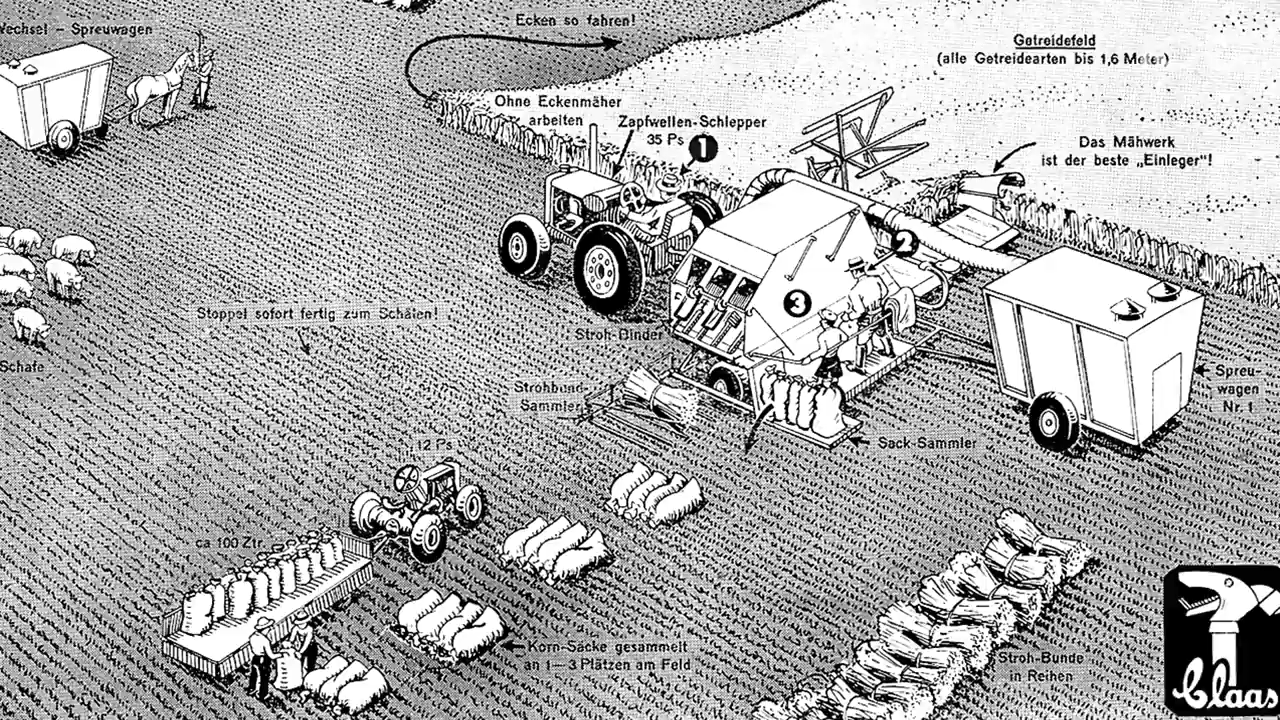 Wechsel – Spreuwagen
Ecken so fahren!
Getreidefeld
(alle Getreidearten bis 1,6 Meter)
Ohne Eckenmäher
arbeiten
Zapfwellen-Schlepper
35 Ps
1
Das Mähwerk
ist der beste „Einleger"!
2
3
Stoppel sofort fertig zum Schälen!
Stroh-Binder
Schafe
Strohbund-
Sammler
Spreu-
wagen
Nr. 1
Sack-Sammler
12 Ps
ca 100 Ztr.
Korn-Säcke gesammelt
an 1–3 Plätzen am Feld
Stroh-Bunde
in Reihen
Claas